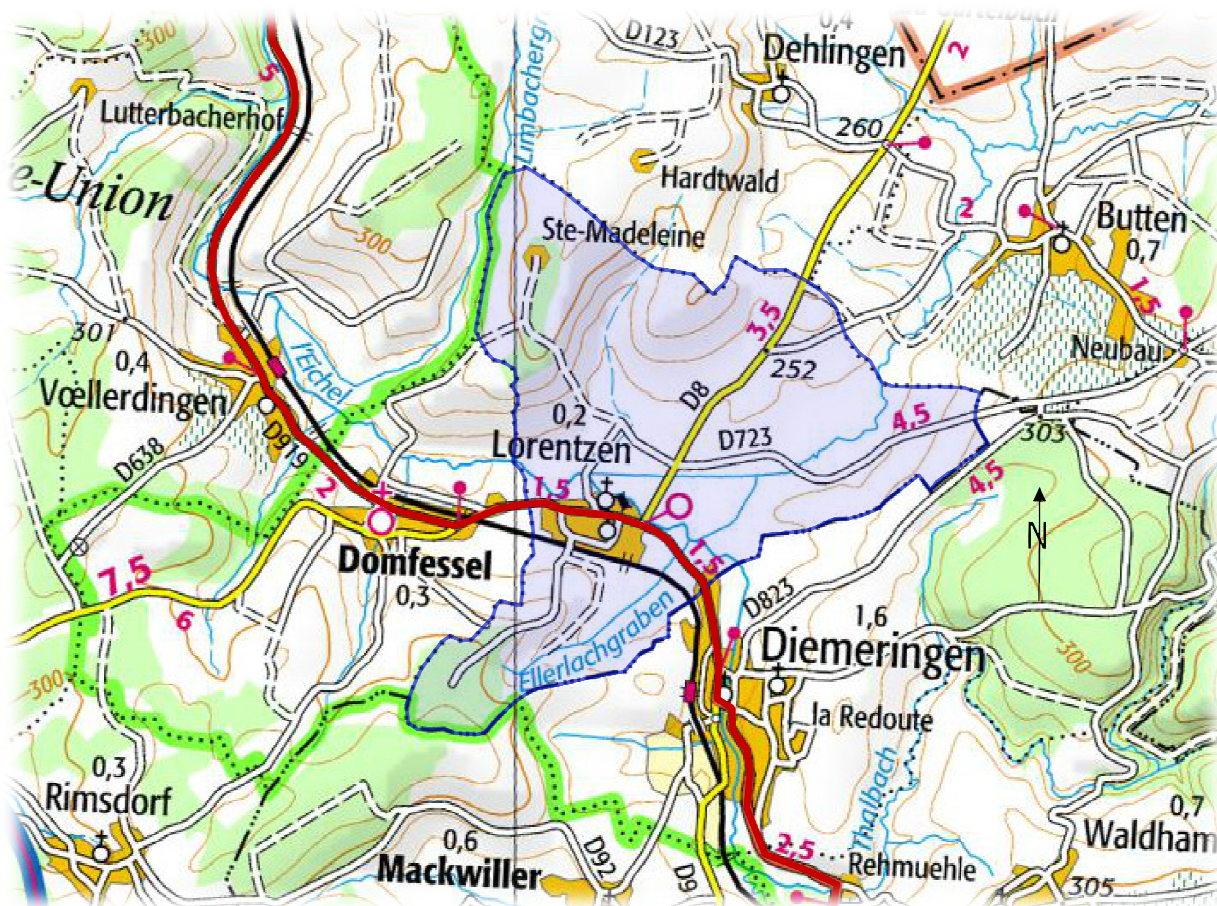 300
D123
0,4
Dehlingen
2
5
Lutterbacherhof
Limbachergr
260
Hardtwald
e-Union
2
Butten
0,7
300
Ste-Madeleine
1,5
3,5
301
0,4
l'Eichel
Neubau
252
Vœllerdingen
D8
0,2
Lorentzen
4,5
D919
D723
303
D638
4,5
2
1,5
N
Domfessel
0,3
1,5
7,5
6
D823
1,6
Diemeringen
Ellerlachgraben
300
300
la Redoute
0,3
Rimsdorf
Thalbach
0,7
Waldham
0,6
Mackwiller
D92
D9
2,5
Rehmuehle
305